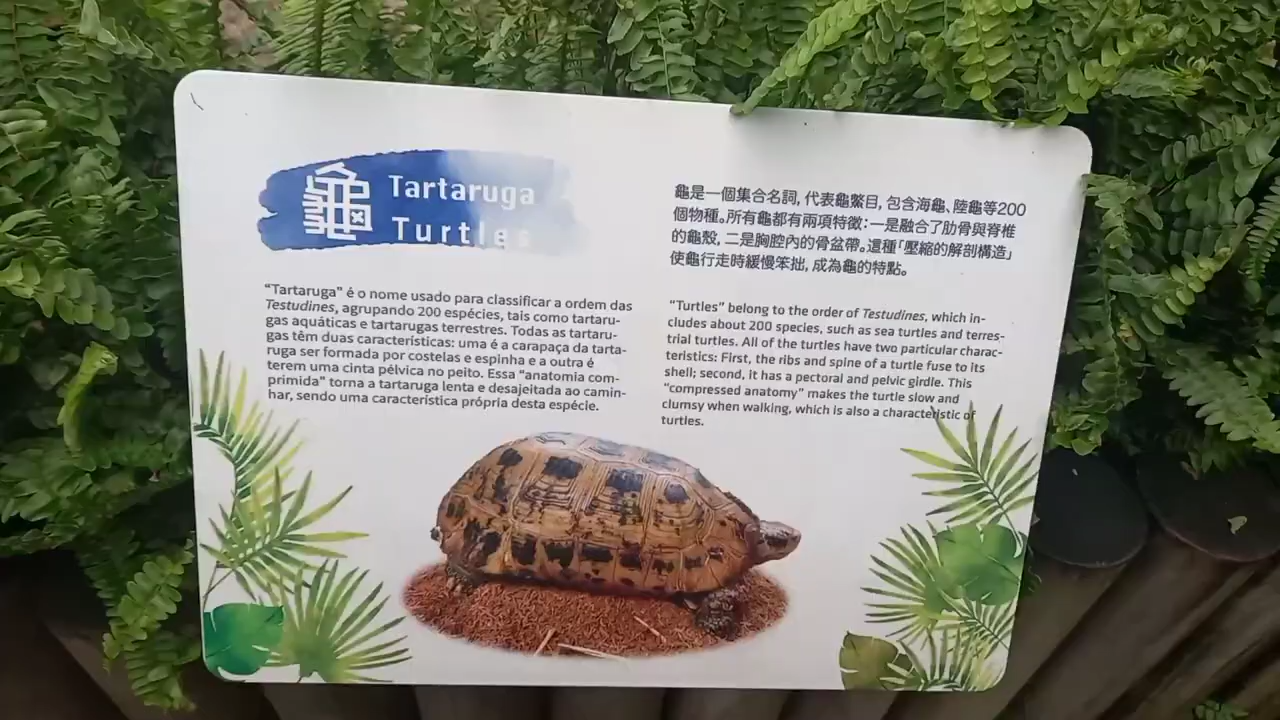 龜 Tartaruga
Turtles
"Tartaruga" é o nome usado para classificar a ordem das
Testudines, agrupando 200 espécies, tais como tartaru-
gas aquáticas e tartarugas terrestres. Todas as tartaru-
gas têm duas características: uma é a carapaça da tarta-
ruga ser formada por costelas e espinha e a outra é
terem uma cinta pélvica no peito. Essa "anatomia com-
primida" torna a tartaruga lenta e desajeitada ao camin-
har, sendo uma característica própria desta espécie.
龜是一個集合名詞, 代表龜鱉目, 包含海龜、陸龜等200
個物種。所有龜都有兩項特徵：一是融合了肋骨與脊椎
的龜殼, 二是胸腔內的骨盆帶。這種「壓縮的解剖構造」
使龜行走時緩慢笨拙, 成為龜的特點。
"Turtles" belong to the order of Testudines, which in-
cludes about 200 species, such as sea turtles and terres-
trial turtles. All of the turtles have two particular charac-
teristics: First, the ribs and spine of a turtle fuse to its
shell; second, it has a pectoral and pelvic girdle. This
"compressed anatomy" makes the turtle slow and
clumsy when walking, which is also a characteristic of
turtles.